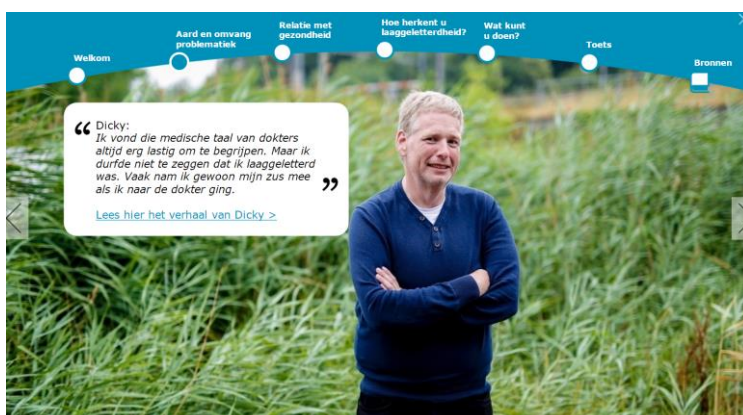 Welkom
Aard en omvang
problematiek
Relatie met
gezondheid
Hoe herkent u
laaggeletterdheid?
Wat kunt
u doen?
Toets
Bronnen
“ Dicky:
Ik vond die medische taal van dokters
altijd erg lastig om te begrijpen. Maar ik
durfde niet te zeggen dat ik laaggeletterd
was. Vaak nam ik gewoon mijn zus mee
als ik naar de dokter ging. ”
Lees hier het verhaal van Dicky >